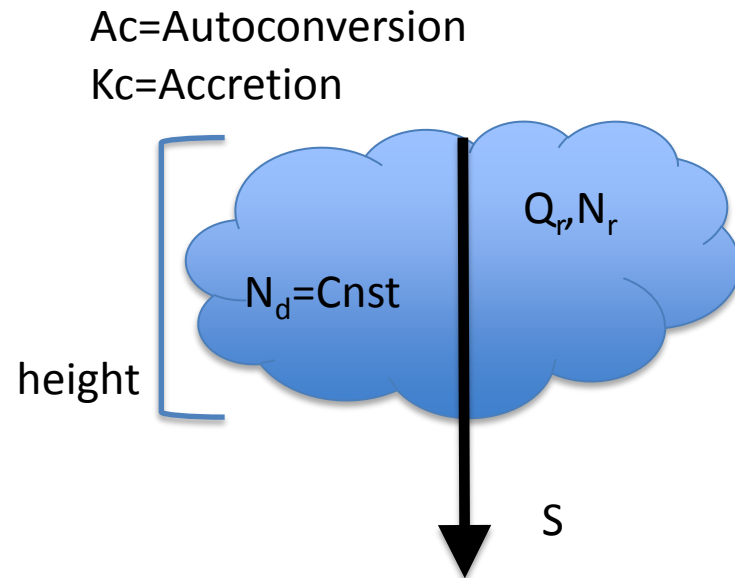 Ac=Autoconversion
Kc=Accretion
Qr,Nr
Nd=Cnst
height
S